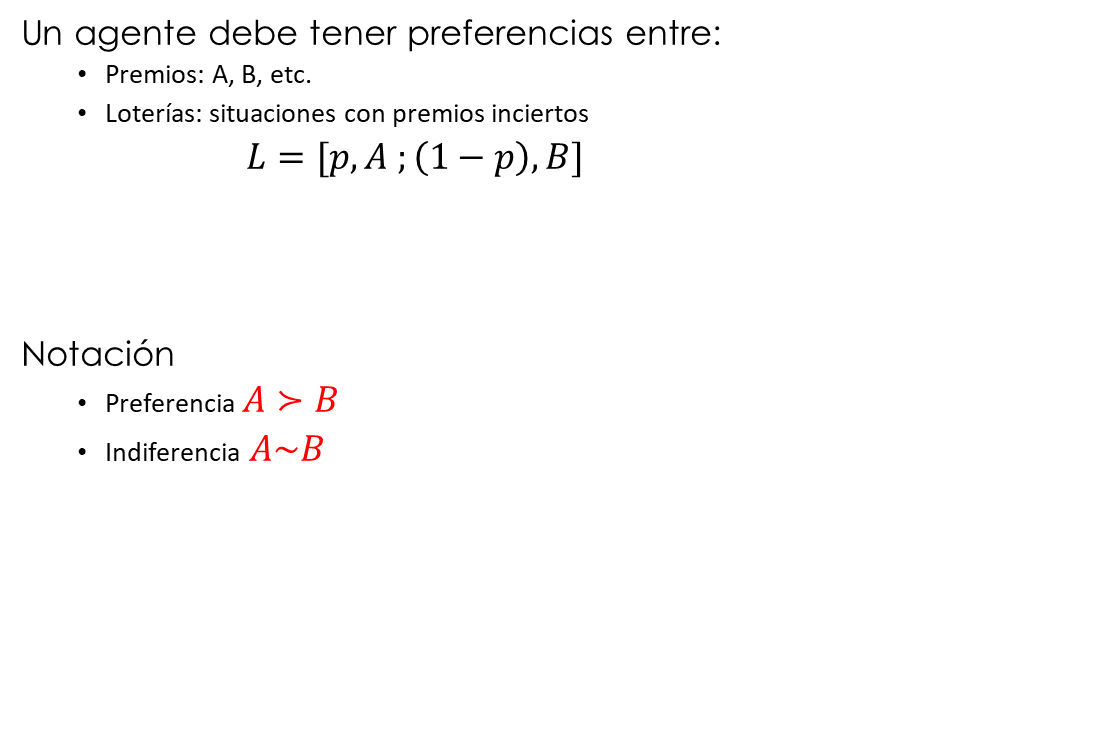 Un agente debe tener preferencias entre:
• Premios: A, B, etc.
• Loterías: situaciones con premios inciertos
L = [p, A ; (1 − p), B]
Notación
• Preferencia A ≻ B
• Indiferencia A~B